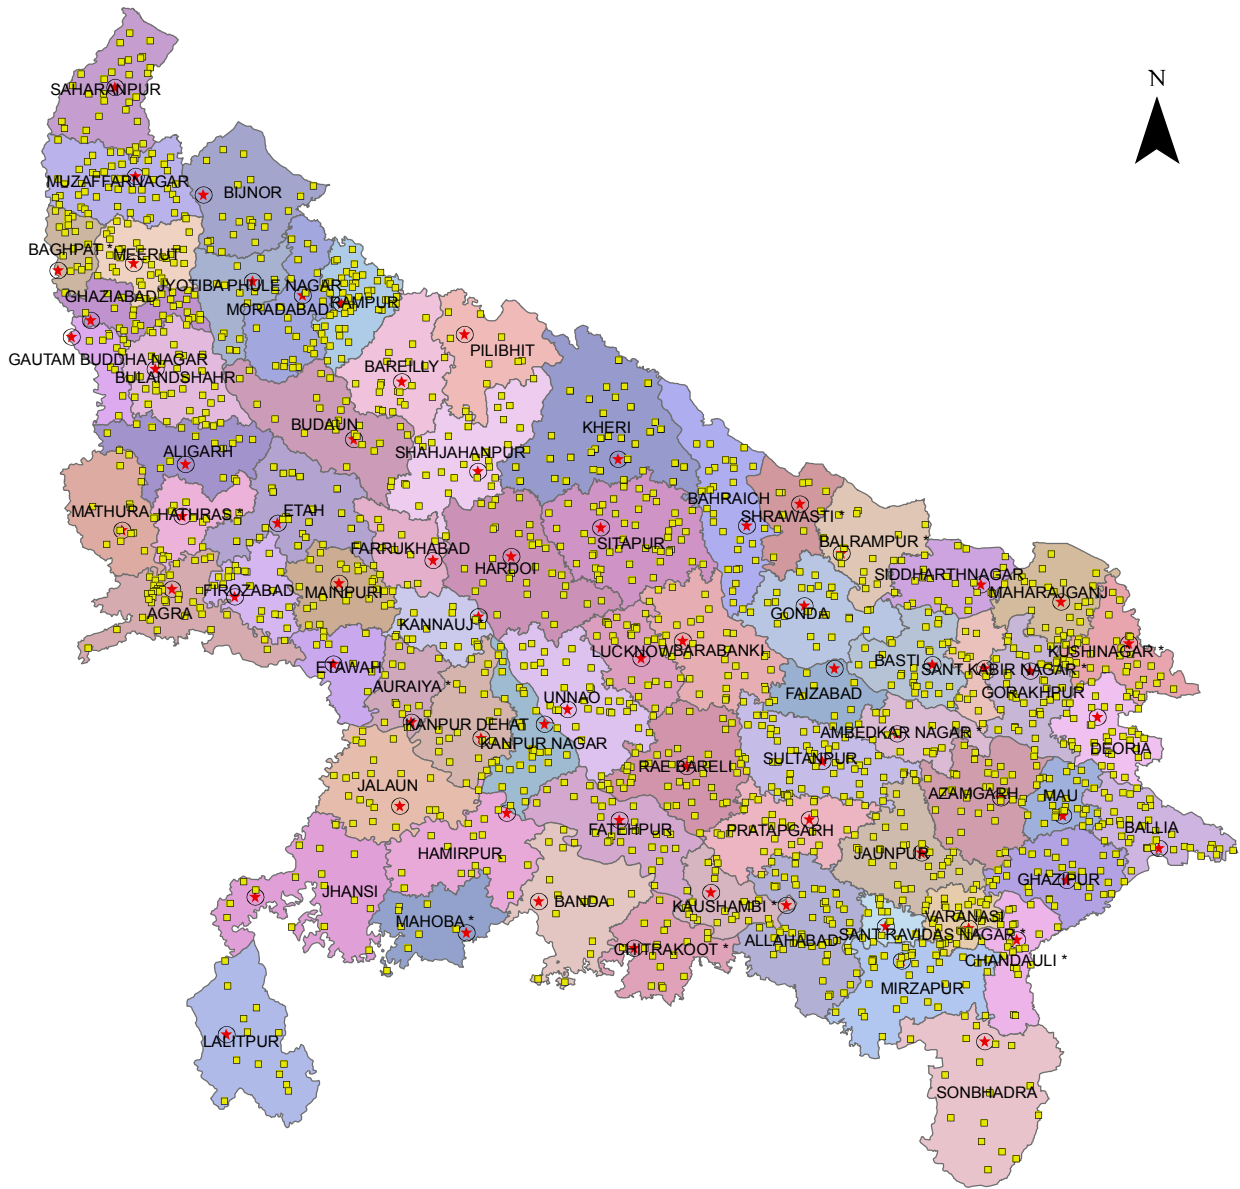 N
SAHARANPUR
MUZAFFARNAGAR
BIJNOR
BAGHPAT *
MEERUT
JYOTIBA PHULE NAGAR
GHAZIABAD
MORADABAD
RAMPUR
GAUTAM BUDDHA NAGAR
BULANDSHAHR
BAREILLY
PILIBHIT
BUDAUN
KHERI
ALIGARH
SHAHJAHANPUR
MATHURA
HATHRAS *
ETAH
BAHRAICH
SHRAWASTI *
BALRAMPUR *
FARRUKHABAD
HARDOI
SITAPUR
SIDDHARTHNAGAR
MAHARAJGANJ
AGRA
FIROZABAD
MAINPURI
GONDA
KANNAUJ *
LUCKNOW
BARABANKI
KUSHINAGAR *
ETAWAH
BASTI
SANT KABIR NAGAR *
AURAIYA *
UNNAO
FAIZABAD
GORAKHPUR
KANPUR DEHAT
KANPUR NAGAR
AMBEDKAR NAGAR *
DEORIA
RAE BARELI
SULTANPUR
JALAUN
AZAMGARH
MAU
FATEHPUR
PRATAPGARH
BALLIA
HAMIRPUR
JAUNPUR
GHAZIPUR
JHANSI
BANDA
KAUSHAMBI *
MAHOBA *
VARANASI
CHITRAKOOT *
ALLAHABAD
SANT RAVIDAS NAGAR *
CHANDAULI *
MIRZAPUR
LALITPUR
SONBHADRA